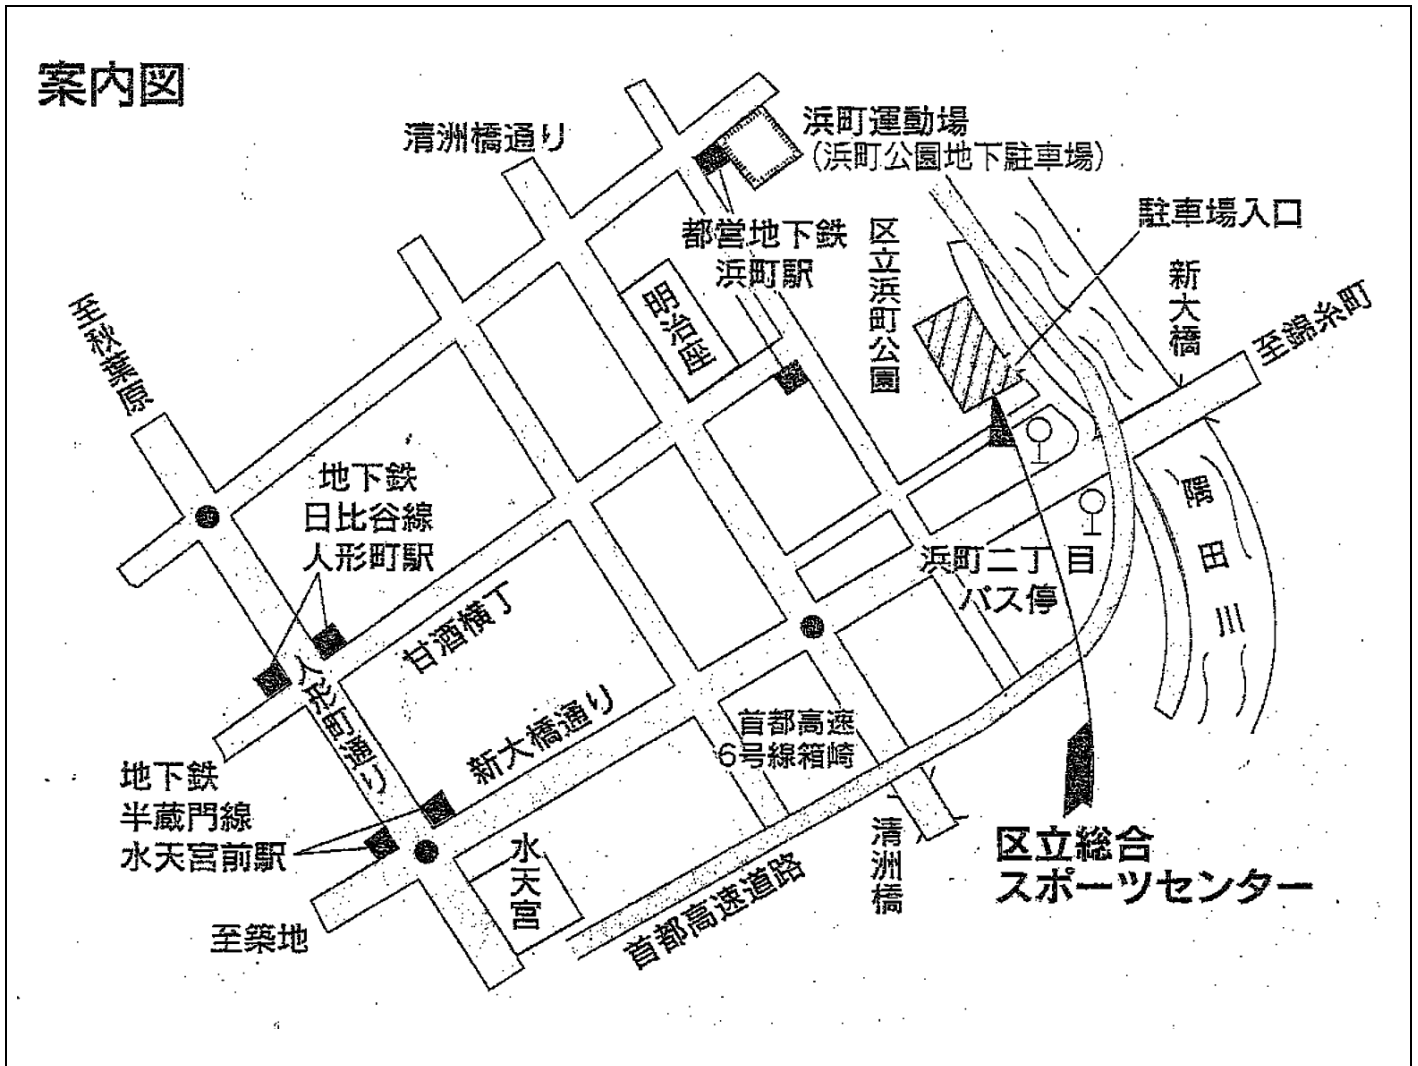 案内図
清洲橋通り
浜町運動場
（浜町公園地下駐車場）
駐車場入口
都営地下鉄
浜町駅
区立浜町公園
新大橋
至錦糸町
明治座
至秋葉原
地下鉄
日比谷線
人形町駅
甘酒横丁
人形町通り
新大橋通り
浜町二丁目
バス停
隅田川
首都高速
6号線箱崎
地下鉄
半蔵門線
水天宮前駅
水天宮
清洲橋
首都高速道路
至築地
区立総合
スポーツセンター